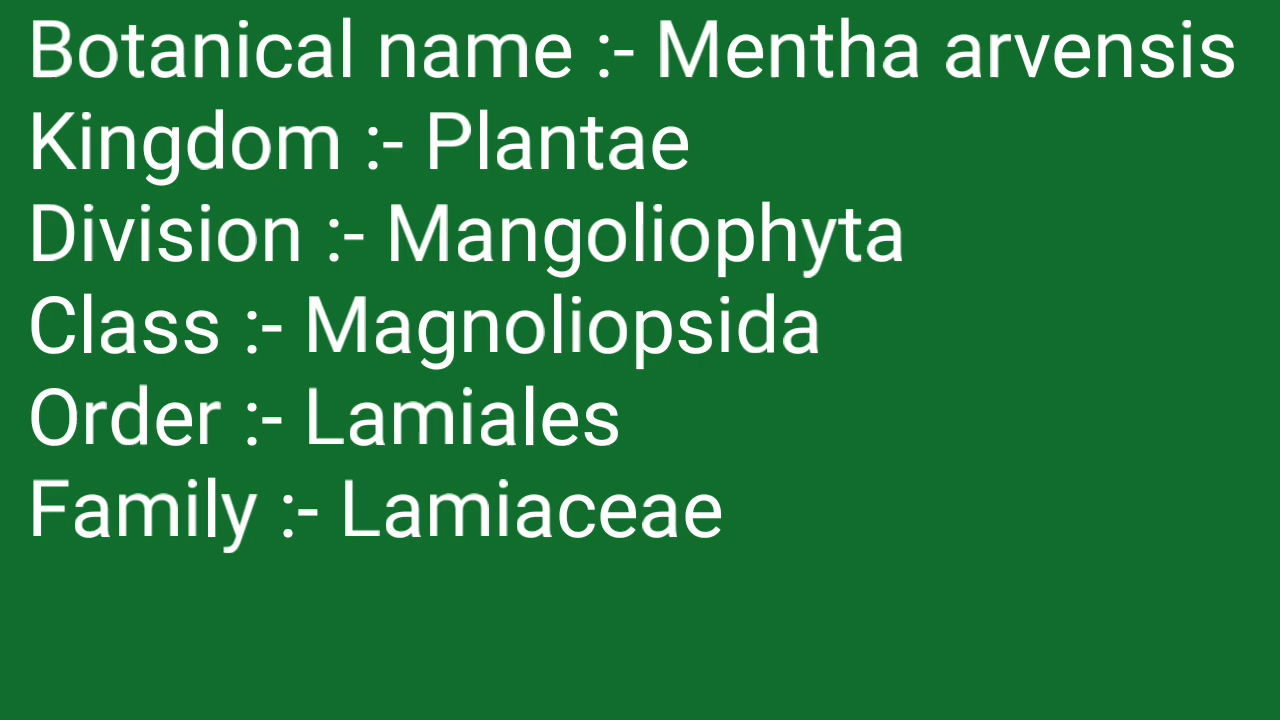 Botanical name :- Mentha arvensis
Kingdom :- Plantae
Division :- Mangoliophyta
Class :- Magnoliopsida
Order :- Lamiales
Family :- Lamiaceae